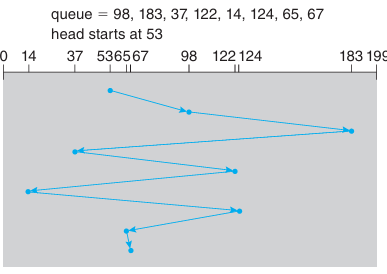 queue = 98, 183, 37, 122, 14, 124, 65, 67
head starts at 53
0 14 37 536567 98 122124 183199